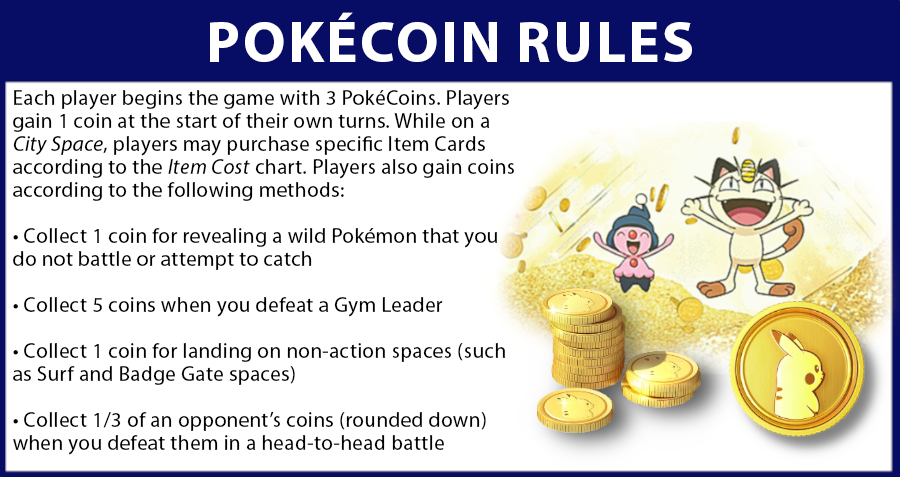 POKÉCOIN RULES
Each player begins the game with 3 PokéCoins. Players
gain 1 coin at the start of their own turns. While on a
City Space, players may purchase specific Item Cards
according to the Item Cost chart. Players also gain coins
according to the following methods:
• Collect 1 coin for revealing a wild Pokémon that you
do not battle or attempt to catch
• Collect 5 coins when you defeat a Gym Leader
• Collect 1 coin for landing on non-action spaces (such
as Surf and Badge Gate spaces)
• Collect 1/3 of an opponent’s coins (rounded down)
when you defeat them in a head-to-head battle